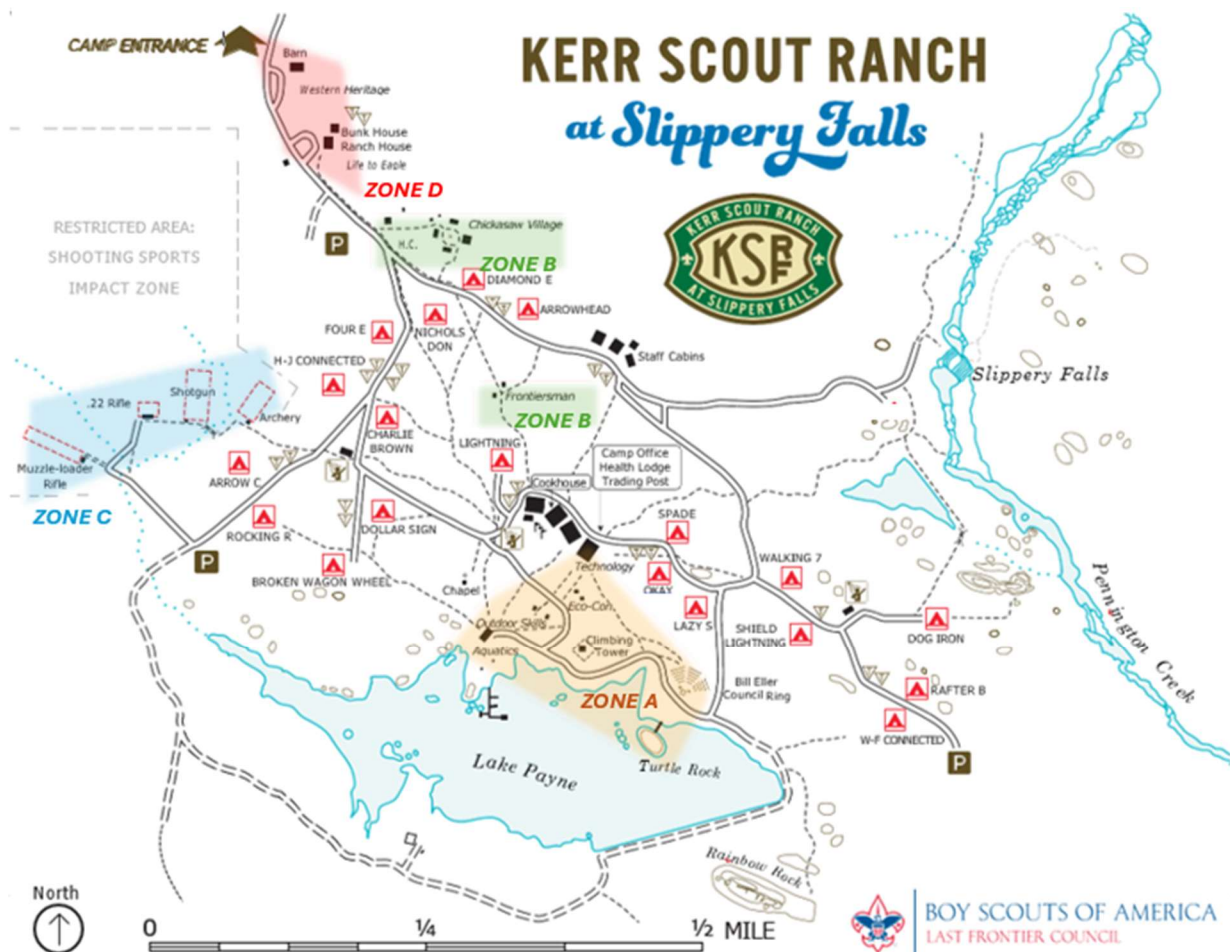 CAMP ENTRANCE
KERR SCOUT RANCH
at Slippery Falls
Barn
Western Heritage
Bunk House
Ranch House
Life to Eagle
ZONE D
RESTRICTED AREA:
SHOOTING SPORTS
IMPACT ZONE
P
H.C.
Chickasaw Village
ZONE B
DIAMOND E
KERR SCOUT RANCH
KSR
F
AT SLIPPERY FALLS
ARROWHEAD
FOUR E
NICHOLS
DON
Staff Cabins
H-J CONNECTED
Slippery Falls
Shotgun
.22 Rifle
Archery
Frontiersman
ZONE B
CHARLIE
BROWN
LIGHTNING
Muzzle-loader
Rifle
ARROW C
Camp Office
Health Lodge
Trading Post
Cookhouse
ZONE C
ROCKING R
DOLLAR SIGN
SPADE
P
BROKEN WAGON WHEEL
Chapel
Technology
OKAY
WALKING 7
Eco-Con.
Outdoor Skills
LAZY S
SHIELD
LIGHTNING
DOG IRON
Aquatics
Climbing
Tower
Pennington Creek
ZONE A
Bill Eller
Council Ring
RAFTER B
W-F CONNECTED
P
Lake Payne
Turtle Rock
Rainbow Rock
North
0 1/4 1/2 MILE
BOY SCOUTS OF AMERICA
LAST FRONTIER COUNCIL